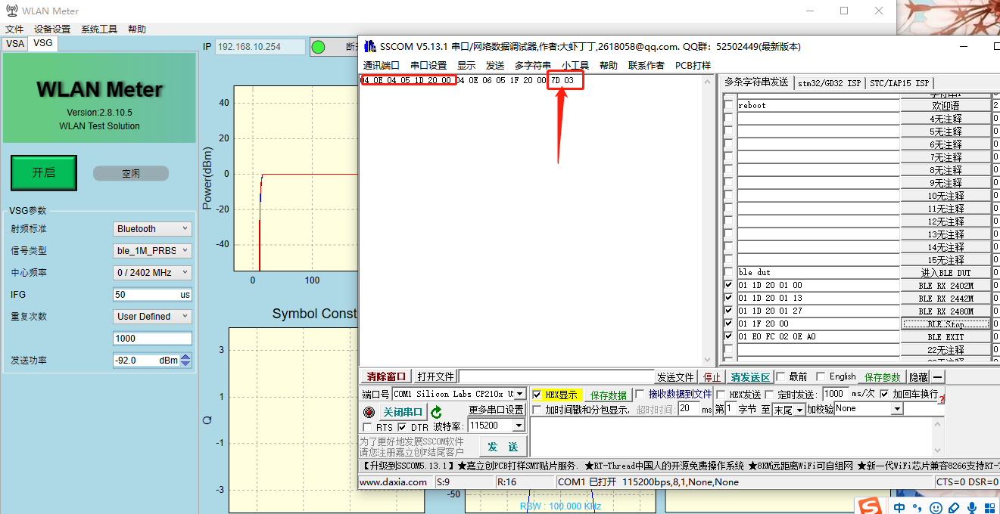 WLAN Meter
文件 设备设置 系统工具 帮助
VSA VSG
IP 192.168.10.254
WLAN Meter
Version:2.8.10.5
WLAN Test Solution
开启 空闲
VSG参数
射频标准 Bluetooth
信号类型 ble_1M_PRBS
中心频率 0 / 2402 MHz
IFG 50 us
重复次数 User Defined
1000
发送功率 -92.0 dBm
Power(dBm)
40
20
0
-20
-40
0 100
Symbol Const
Q
3
1
-1
-3
-50
RBW : 100.000 KHz
SSCOM V5.13.1 串口/网络数据调试器,作者:大虾丁丁,2618058@qq.com. QQ群: 52502449(最新版本)
通讯端口 串口设置 显示 发送 多字符串 小工具 帮助 联系作者 PCB打样
04 0E 04 05 1D 20 00 04 0E 06 05 1F 20 00 7D 03
多条字符串发送 stm32/GD32 ISP STC/IAP15 ISP
reboot 欢迎语 2
4无注释 0
5无注释 0
6无注释 0
7无注释 0
8无注释 0
9无注释 0
10无注释 0
11无注释 0
12无注释 0
13无注释 0
14无注释 0
15无注释 0
ble dut 进入BLE DUT 0
01 1D 20 01 00 BLE RX 2402M 0
01 1D 20 01 13 BLE RX 2442M 0
01 1D 20 01 27 BLE RX 2480M 0
01 1F 20 00 BLE Stop 0
01 E0 FC 02 0E A0 BLE EXIT 0
22无注释 0
清除窗口 打开文件 发送文件 停止 清发送区 最前 English 保存参数 隐藏
端口号 COM1 Silicon Labs CP210x U HEX显示 保存数据 接收数据到文件 HEX发送 定时发送: 1000 ms/次 加回车换行
关闭串口 更多串口设置 加时间戳和分包显示, 超时时间: 20 ms 第 1 字节 至 末尾 加校验 None
RTS DTR 波特率: 115200
为了更好地发展SSCOM软件
请您注册嘉立创F结尾客户
发 送
【升级到SSCOM5.13.1】★嘉立创PCB打样SMT贴片服务. ★RT-Thread中国人的开源免费操作系统 ★8KM远距离WiFi可自组网 ★新一代WiFi芯片兼容8266支持RT-T
www.daxia.com S:9 R:16 COM1 已打开 115200bps,8,1,None,None CTS=0 DSR=0
中